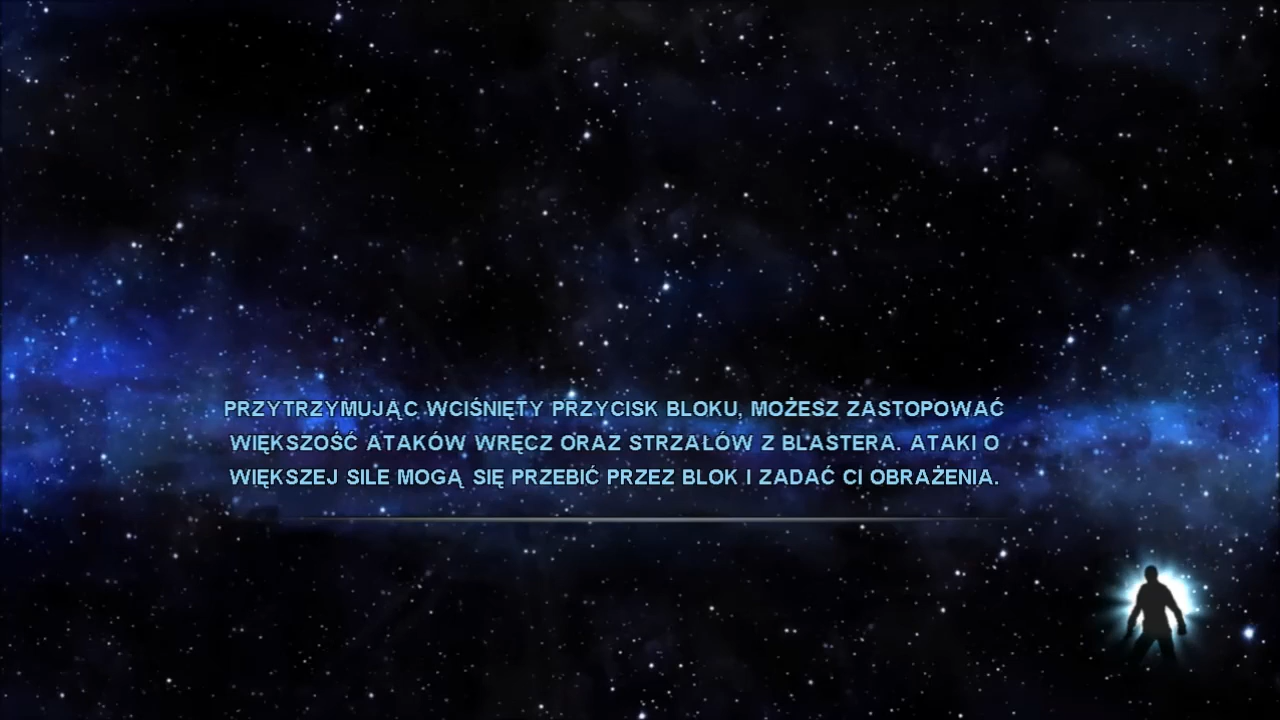 PRZYTRZYMUJĄC WCIŚNIĘTY PRZYCISK BLOKU, MOŻESZ ZASTOPOWAĆ
WIĘKSZOŚĆ ATAKÓW WRĘCZ ORAZ STRZAŁÓW Z BLASTERA. ATAKI O
WIĘKSZEJ SILE MOGĄ SIĘ PRZEBIĆ PRZEZ BLOK I ZADAĆ CI OBRAŻENIA.